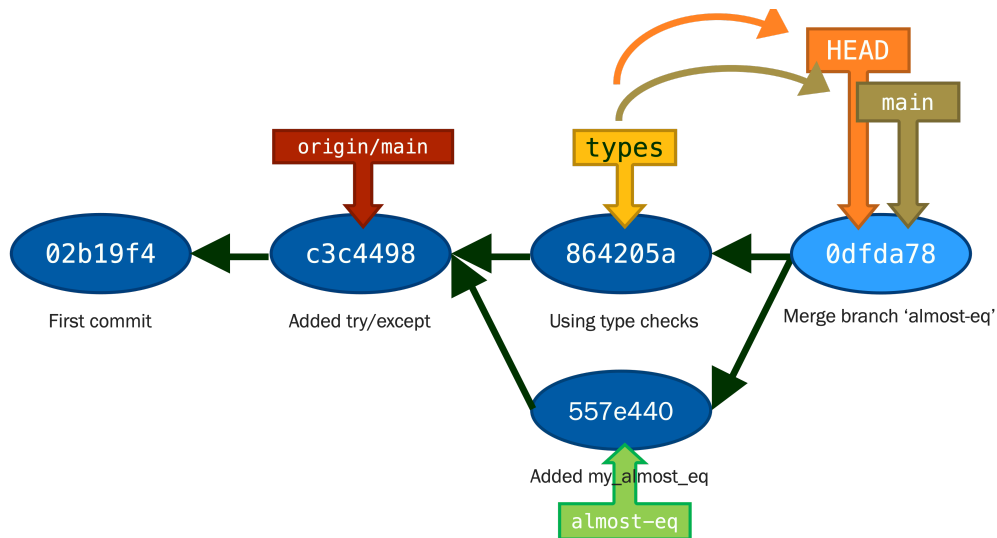 HEAD
main
origin/main
types
02b19f4
c3c4498
864205a
0dfda78
First commit
Added try/except
Using type checks
Merge branch ‘almost-eq’
557e440
Added my_almost_eq
almost-eq